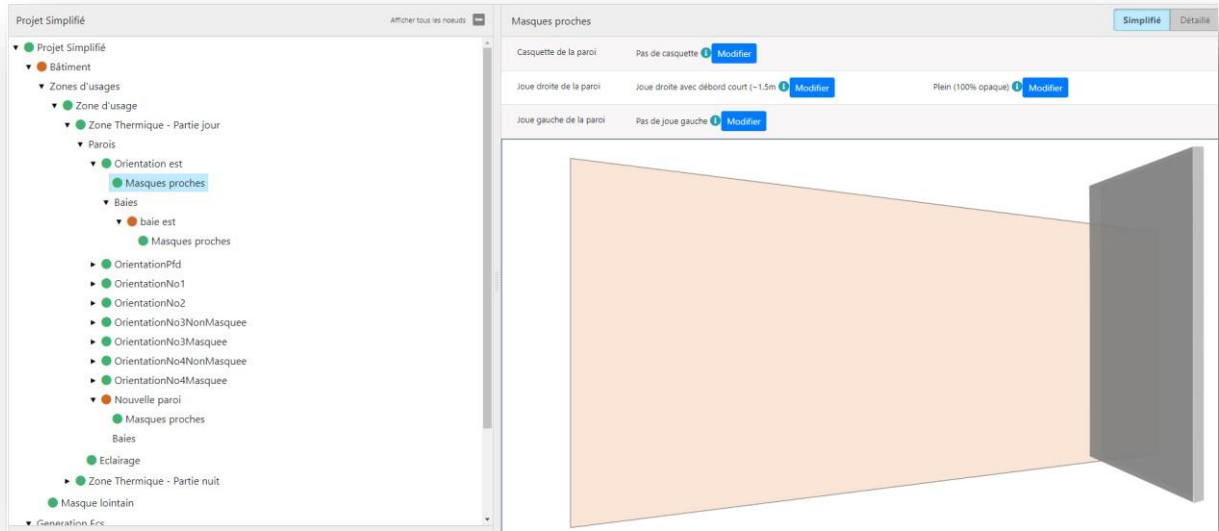 Projet Simplifié
Afficher tous les noeuds
Projet Simplifié
Bâtiment
Zones d'usages
Zone d'usage
Zone Thermique - Partie jour
Parois
Orientation est
Masques proches
Baies
baie est
Masques proches
OrientationPfd
OrientationNo1
OrientationNo2
OrientationNo3NonMasquee
OrientationNo3Masquee
OrientationNo4NonMasquee
OrientationNo4Masquee
Nouvelle paroi
Masques proches
Baies
Eclairage
Zone Thermique - Partie nuit
Masque lointain
Generation Ecs
Masques proches
Simplifié Détaillé
Casquette de la paroi Pas de casquette Modifier
Joue droite de la paroi Joue droite avec débord court (~1.5m Modifier Plein (100% opaque) Modifier
Joue gauche de la paroi Pas de joue gauche Modifier